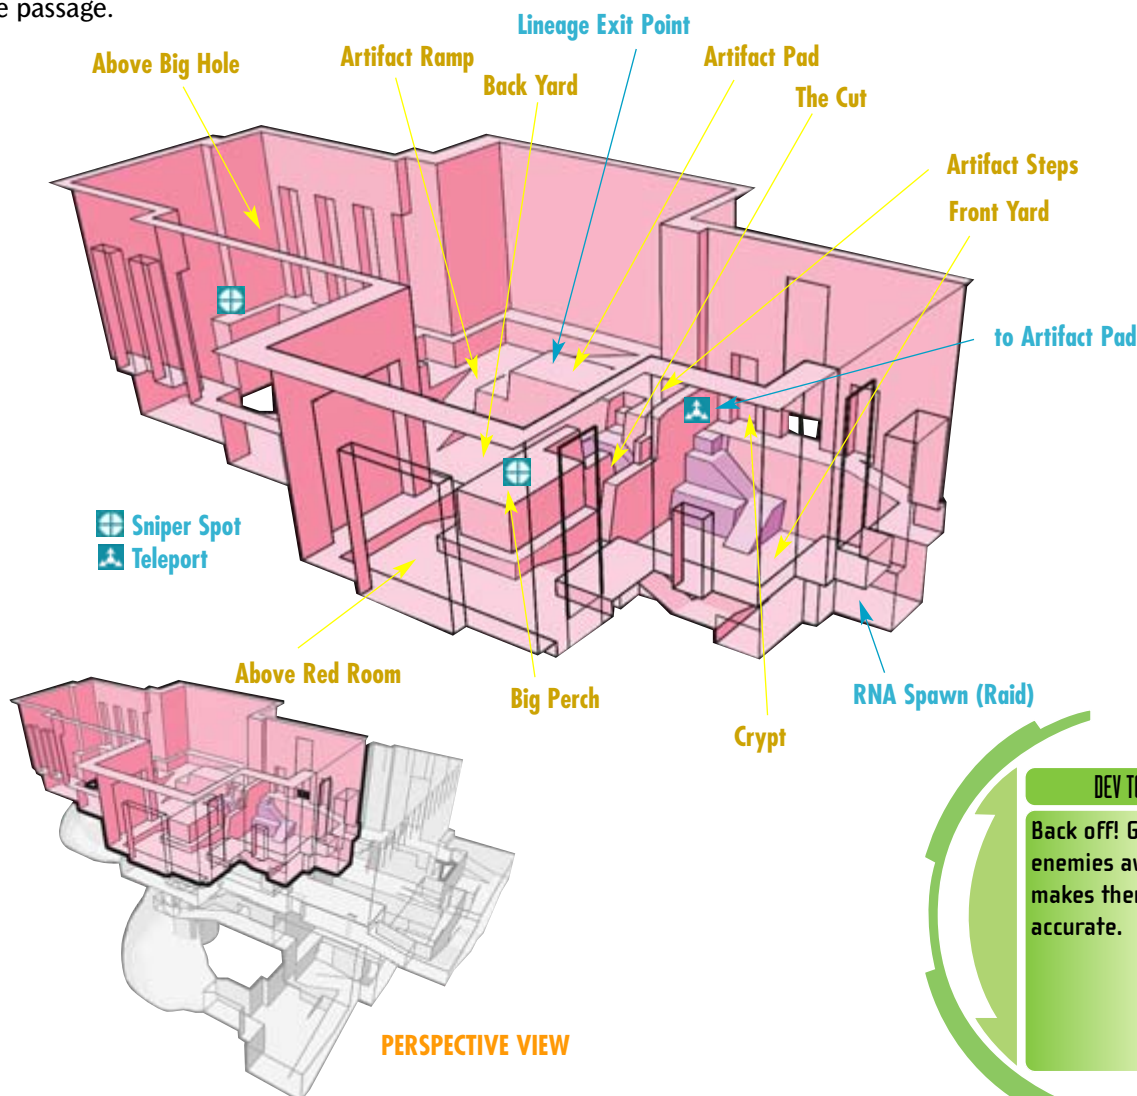 e passage.
Lineage Exit Point
Above Big Hole
Artifact Ramp
Artifact Pad
Back Yard
The Cut
Artifact Steps
Front Yard
to Artifact Pad
Sniper Spot
Teleport
Above Red Room
Big Perch
RNA Spawn (Raid)
Crypt
PERSPECTIVE VIEW
DEV
Back off! G
enemies
makes
accurate.